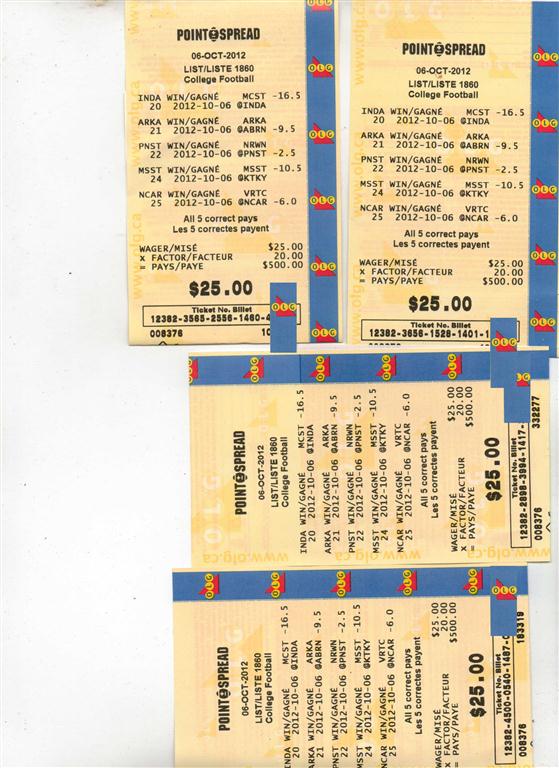 POINT SPREAD
06-OCT-2012
LIST/LISTE 1860
College Football
INDA WIN/GAGNÉ MCST -16.5
20 2012-10-06 @INDA
ARKA WIN/GAGNÉ ARKA
21 2012-10-06 @ABRN -9.5
PNST WIN/GAGNÉ NRWN
22 2012-10-06 @PNST -2.5
MSST WIN/GAGNÉ MSST -10.5
24 2012-10-06 @KTKY
NCAR WIN/GAGNÉ VRTC
25 2012-10-06 @NCAR -6.0
All 5 correct pays
Les 5 correctes payent
WAGER/MISÉ $25.00
X FACTOR/FACTEUR 20.00
= PAYS/PAYE $500.00
$25.00
Ticket No. Billet
12382-3565-2556-1460-
008376
OLG
www.olg.ca
POINT SPREAD
06-OCT-2012
LIST/LISTE 1860
College Football
INDA WIN/GAGNÉ MCST -16.5
20 2012-10-06 @INDA
ARKA WIN/GAGNÉ ARKA
21 2012-10-06 @ABRN -9.5
PNST WIN/GAGNÉ NRWN
22 2012-10-06 @PNST -2.5
MSST WIN/GAGNÉ MSST -10.5
24 2012-10-06 @KTKY
NCAR WIN/GAGNÉ VRTC
25 2012-10-06 @NCAR -6.0
All 5 correct pays
Les 5 correctes payent
WAGER/MISÉ $25.00
X FACTOR/FACTEUR 20.00
= PAYS/PAYE $500.00
$25.00
Ticket No. Billet
12382-3656-1528-1401-1
OLG
www.olg.ca
POINT SPREAD
06-OCT-2012
LIST/LISTE 1860
College Football
INDA WIN/GAGNÉ MCST -16.5
20 2012-10-06 @INDA
ARKA WIN/GAGNÉ ARKA
21 2012-10-06 @ABRN -9.5
PNST WIN/GAGNÉ NRWN
22 2012-10-06 @PNST -2.5
MSST WIN/GAGNÉ MSST -10.5
24 2012-10-06 @KTKY
NCAR WIN/GAGNÉ VRTC
25 2012-10-06 @NCAR -6.0
All 5 correct pays
Les 5 correctes payent
WAGER/MISÉ $25.00
X FACTOR/FACTEUR 20.00
= PAYS/PAYE $500.00
$25.00
Ticket No. Billet
12382-2898-3994-1417-
008376 332277
OLG
www.olg.ca
POINT SPREAD
06-OCT-2012
LIST/LISTE 1860
College Football
INDA WIN/GAGNÉ MCST -16.5
20 2012-10-06 @INDA
ARKA WIN/GAGNÉ ARKA
21 2012-10-06 @ABRN -9.5
PNST WIN/GAGNÉ NRWN
22 2012-10-06 @PNST -2.5
MSST WIN/GAGNÉ MSST -10.5
24 2012-10-06 @KTKY
NCAR WIN/GAGNÉ VRTC
25 2012-10-06 @NCAR -6.0
All 5 correct pays
Les 5 correctes payent
WAGER/MISÉ $25.00
X FACTOR/FACTEUR 20.00
= PAYS/PAYE $500.00
$25.00
Ticket No. Billet
12382-4500-0540-1487-
008376 183319
OLG